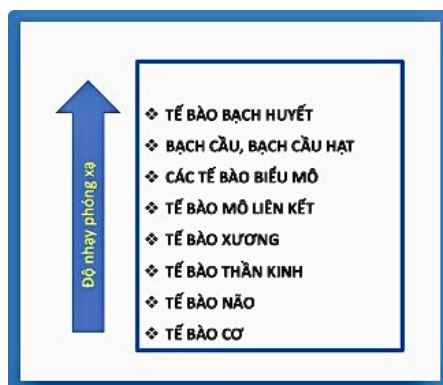 Độ nhạy phóng xạ
❖ TẾ BÀO BẠCH HUYẾT
❖ BẠCH CẦU, BẠCH CẦU HẠT
❖ CÁC TẾ BÀO BIỂU MÔ
❖ TẾ BÀO MÔ LIÊN KẾT
❖ TẾ BÀO XƯƠNG
❖ TẾ BÀO THẦN KINH
❖ TẾ BÀO NÃO
❖ TẾ BÀO CƠ